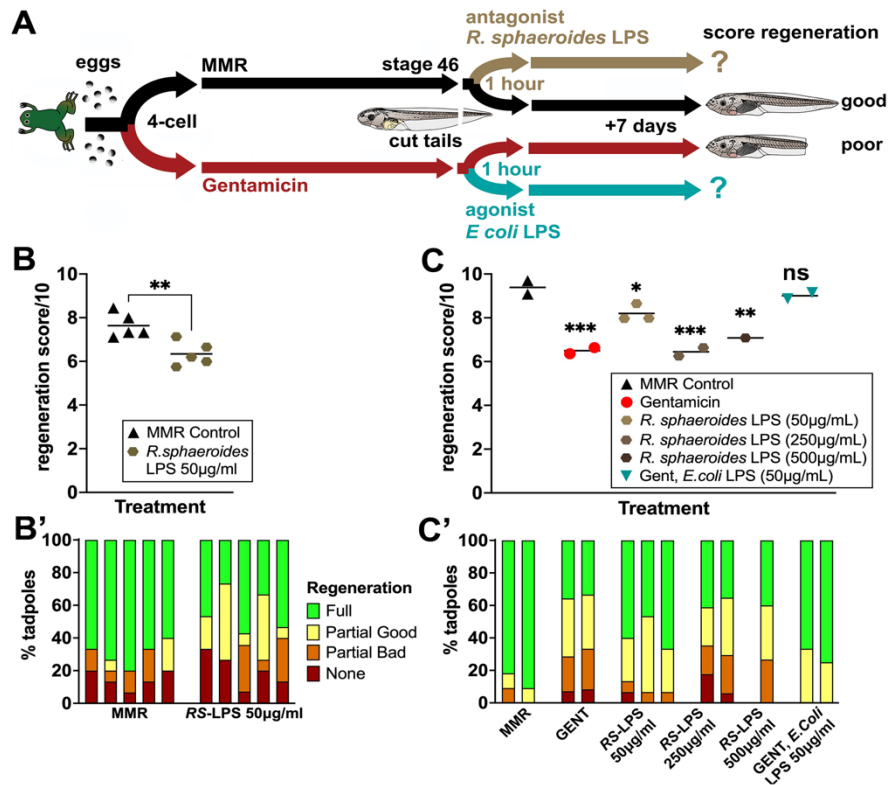 A
eggs
4-cell
MMR
stage 46
Gentamicin
cut tails
antagonist
R. sphaeroides LPS
1 hour
score regeneration
?
good
+7 days
poor
1 hour
agonist
E coli LPS
?
B
regeneration score/10
10
8
6
4
2
0
**
MMR Control
R.sphaeroides
LPS 50µg/ml
Treatment
C
regeneration score/10
10
8
6
4
2
0
***
*
***
**
ns
MMR Control
Gentamicin
R. sphaeroides LPS (50µg/mL)
R. sphaeroides LPS (250µg/mL)
R. sphaeroides LPS (500µg/mL)
Gent, E.coli LPS (50µg/mL)
Treatment
B'
% tadpoles
100
80
60
40
20
0
MMR
RS-LPS 50µg/ml
Regeneration
Full
Partial Good
Partial Bad
None
C'
% tadpoles
100
80
60
40
20
0
MMR
GENT
RS-LPS
50µg/ml
RS-LPS
250µg/ml
RS-LPS
500µg/ml
GENT, E.Coli
LPS 50µg/ml